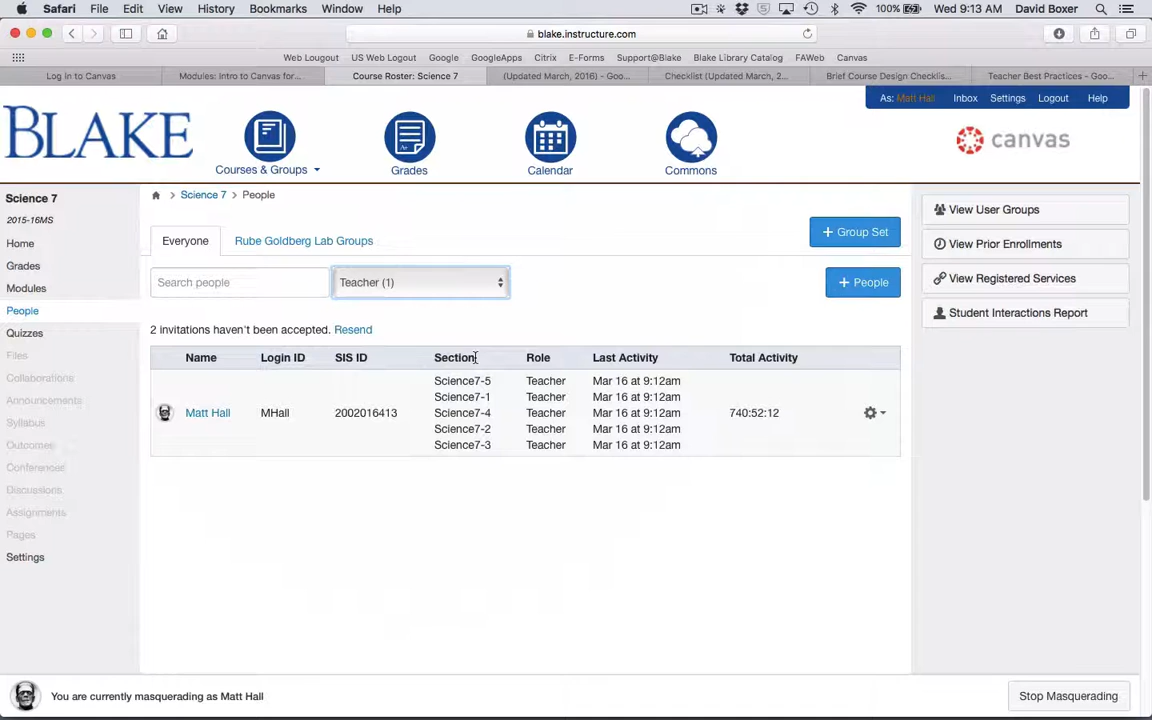 Safari File Edit View History Bookmarks Window Help 100% Wed 9:13 AM David Boxer
blake.instructure.com
Web Lougout US Web Logout Google GoogleApps Citrix E-Forms Support@Blake Blake Library Catalog FAWeb Canvas
Log in to Canvas Modules: Intro to Canvas for... Course Roster: Science 7 (Updated March, 2016) - Goo... Checklist (Updated March, 2... Brief Course Design Checklis... Teacher Best Practices - Goo...
As: Matt Hall Inbox Settings Logout Help
BLAKE
Courses & Groups Grades Calendar Commons
canvas
Science 7
2015-16MS
Home
Grades
Modules
People
Quizzes
Files
Collaborations
Announcements
Syllabus
Outcomes
Conferences
Discussions
Assignments
Pages
Settings
Science 7 > People
Everyone Rube Goldberg Lab Groups + Group Set
Search people Teacher (1) + People
2 invitations haven't been accepted. Resend
Name Login ID SIS ID Section Role Last Activity Total Activity
Science7-5 Teacher Mar 16 at 9:12am
Science7-1 Teacher Mar 16 at 9:12am
Matt Hall MHall 2002016413 Science7-4 Teacher Mar 16 at 9:12am 740:52:12
Science7-2 Teacher Mar 16 at 9:12am
Science7-3 Teacher Mar 16 at 9:12am
View User Groups
View Prior Enrollments
View Registered Services
Student Interactions Report
You are currently masquerading as Matt Hall
Stop Masquerading